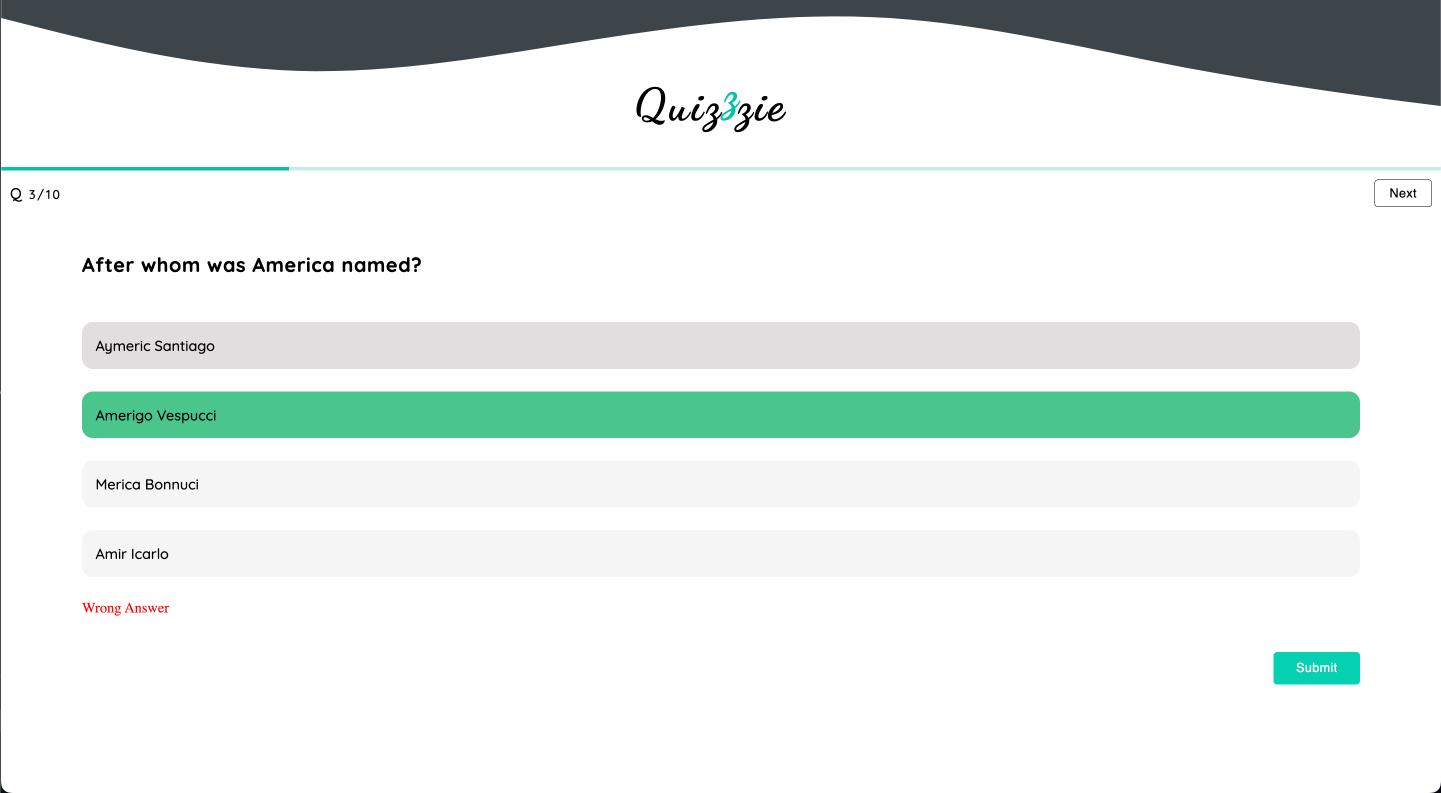 Quizzzie
Q 3/10
Next
After whom was America named?
Aymeric Santiago
Amerigo Vespucci
Merica Bonnuci
Amir Icarlo
Wrong Answer
Submit